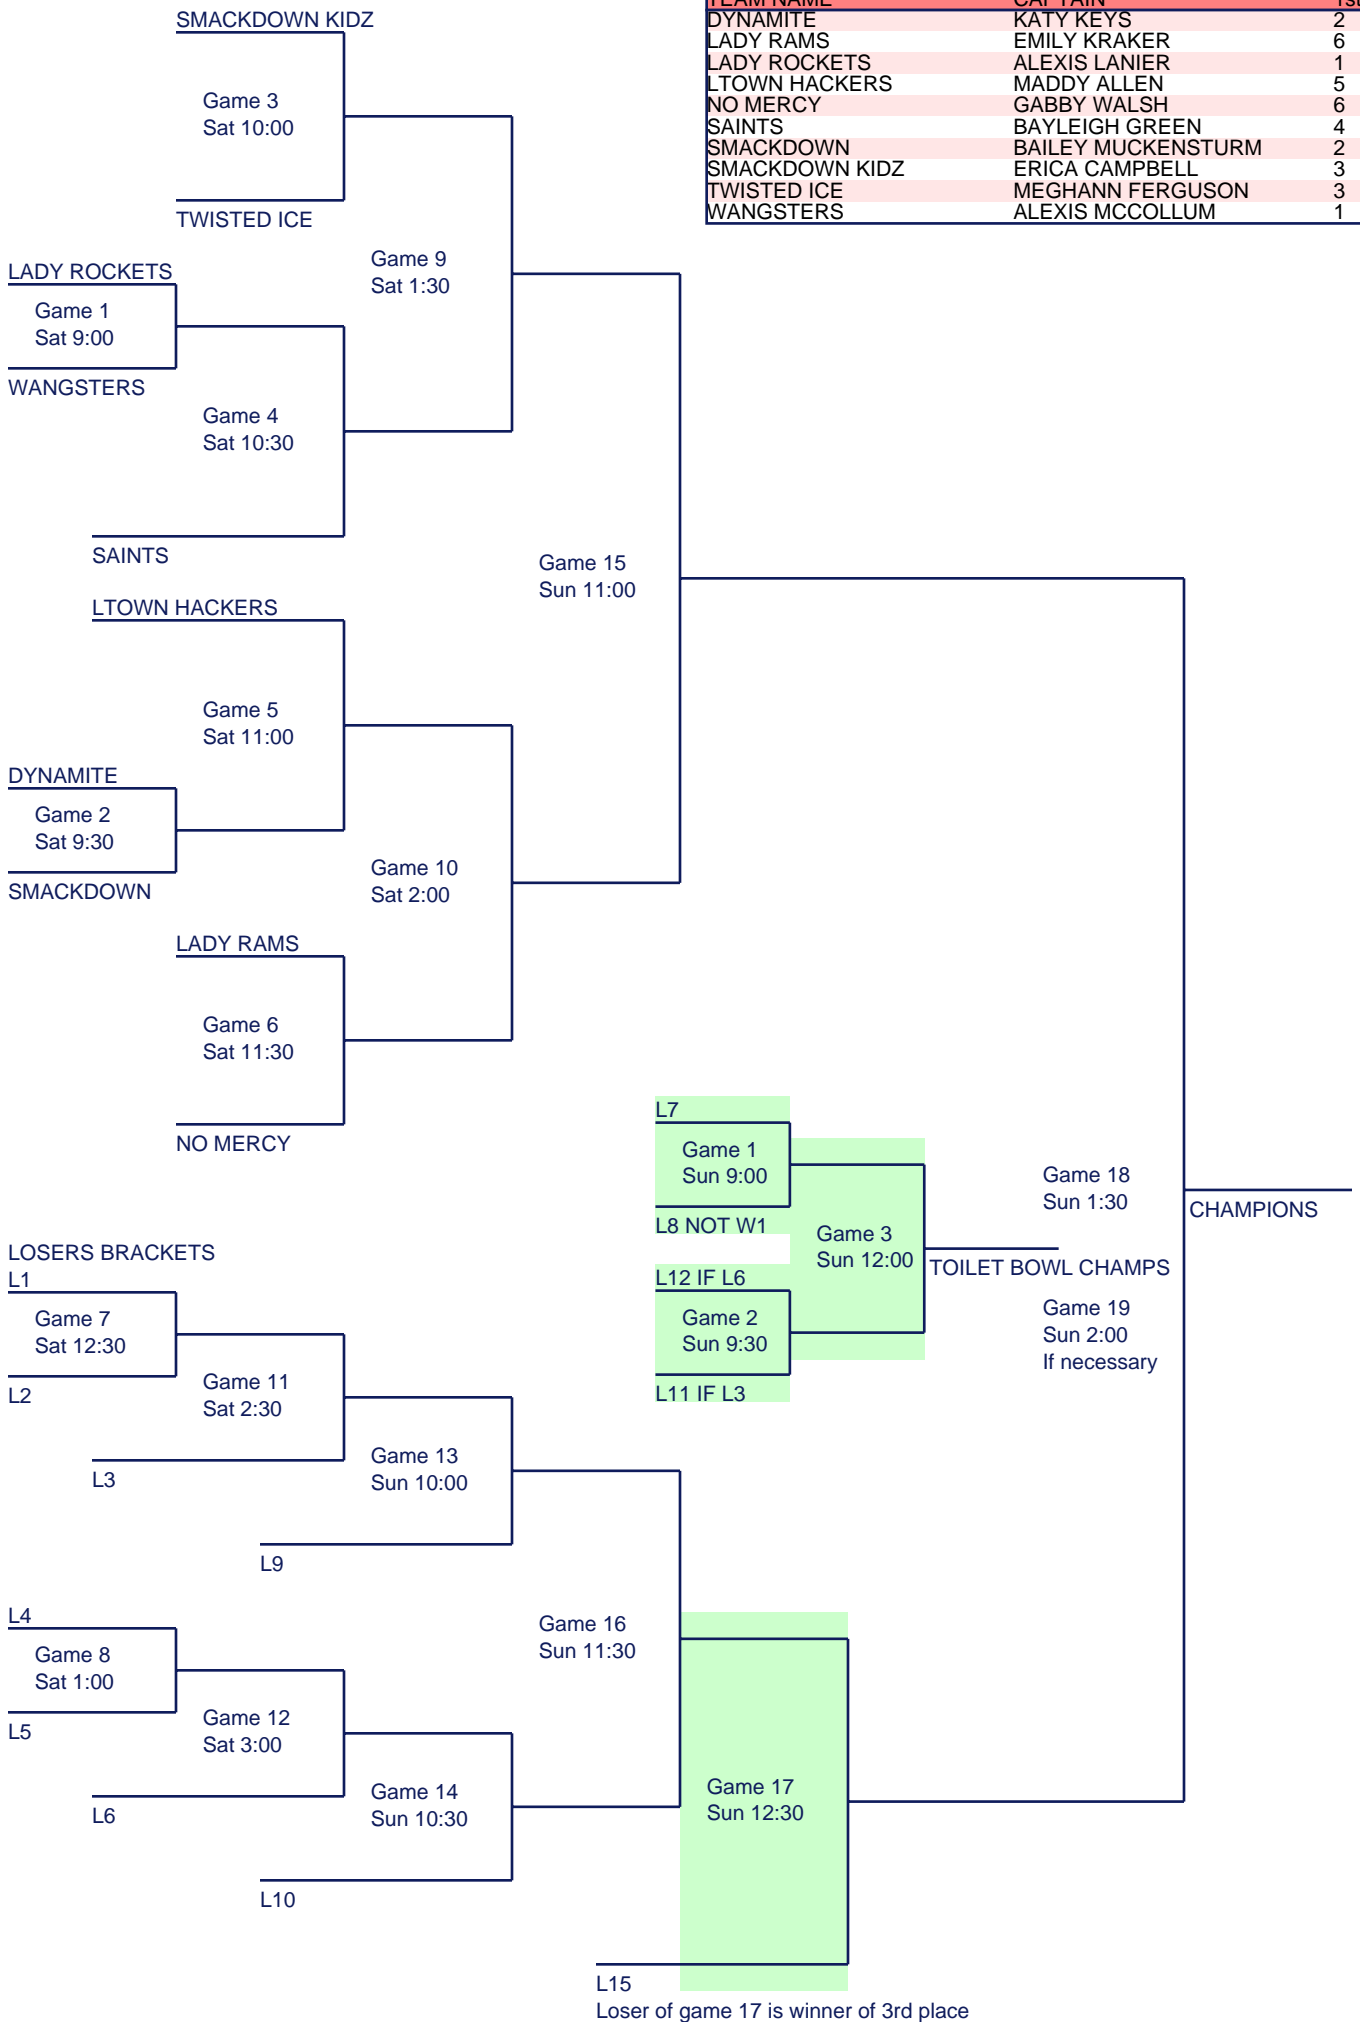 TEAM NAME CAPTAIN 1st
DYNAMITE KATY KEYS 2
LADY RAMS EMILY KRAKER 6
LADY ROCKETS ALEXIS LANIER 1
LTOWN HACKERS MADDY ALLEN 5
NO MERCY GABBY WALSH 6
SAINTS BAYLEIGH GREEN 4
SMACKDOWN BAILEY MUCKENSTURM 2
SMACKDOWN KIDZ ERICA CAMPBELL 3
TWISTED ICE MEGHANN FERGUSON 3
WANGSTERS ALEXIS MCCOLLUM 1
SMACKDOWN KIDZ
Game 3
Sat 10:00
TWISTED ICE
Game 9
Sat 1:30
LADY ROCKETS
Game 1
Sat 9:00
WANGSTERS
Game 4
Sat 10:30
SAINTS
Game 15
Sun 11:00
LTOWN HACKERS
Game 5
Sat 11:00
DYNAMITE
Game 2
Sat 9:30
SMACKDOWN
Game 10
Sat 2:00
LADY RAMS
Game 6
Sat 11:30
NO MERCY
L7
Game 1
Sun 9:00
L8 NOT W1
Game 3
Sun 12:00
L12 IF L6
Game 2
Sun 9:30
L11 IF L3
TOILET BOWL CHAMPS
Game 18
Sun 1:30
CHAMPIONS
Game 19
Sun 2:00
If necessary
LOSERS BRACKETS
L1
Game 7
Sat 12:30
L2
Game 11
Sat 2:30
L3
Game 13
Sun 10:00
L9
L4
Game 8
Sat 1:00
L5
Game 12
Sat 3:00
L6
Game 14
Sun 10:30
L10
Game 16
Sun 11:30
Game 17
Sun 12:30
L15
Loser of game 17 is winner of 3rd place